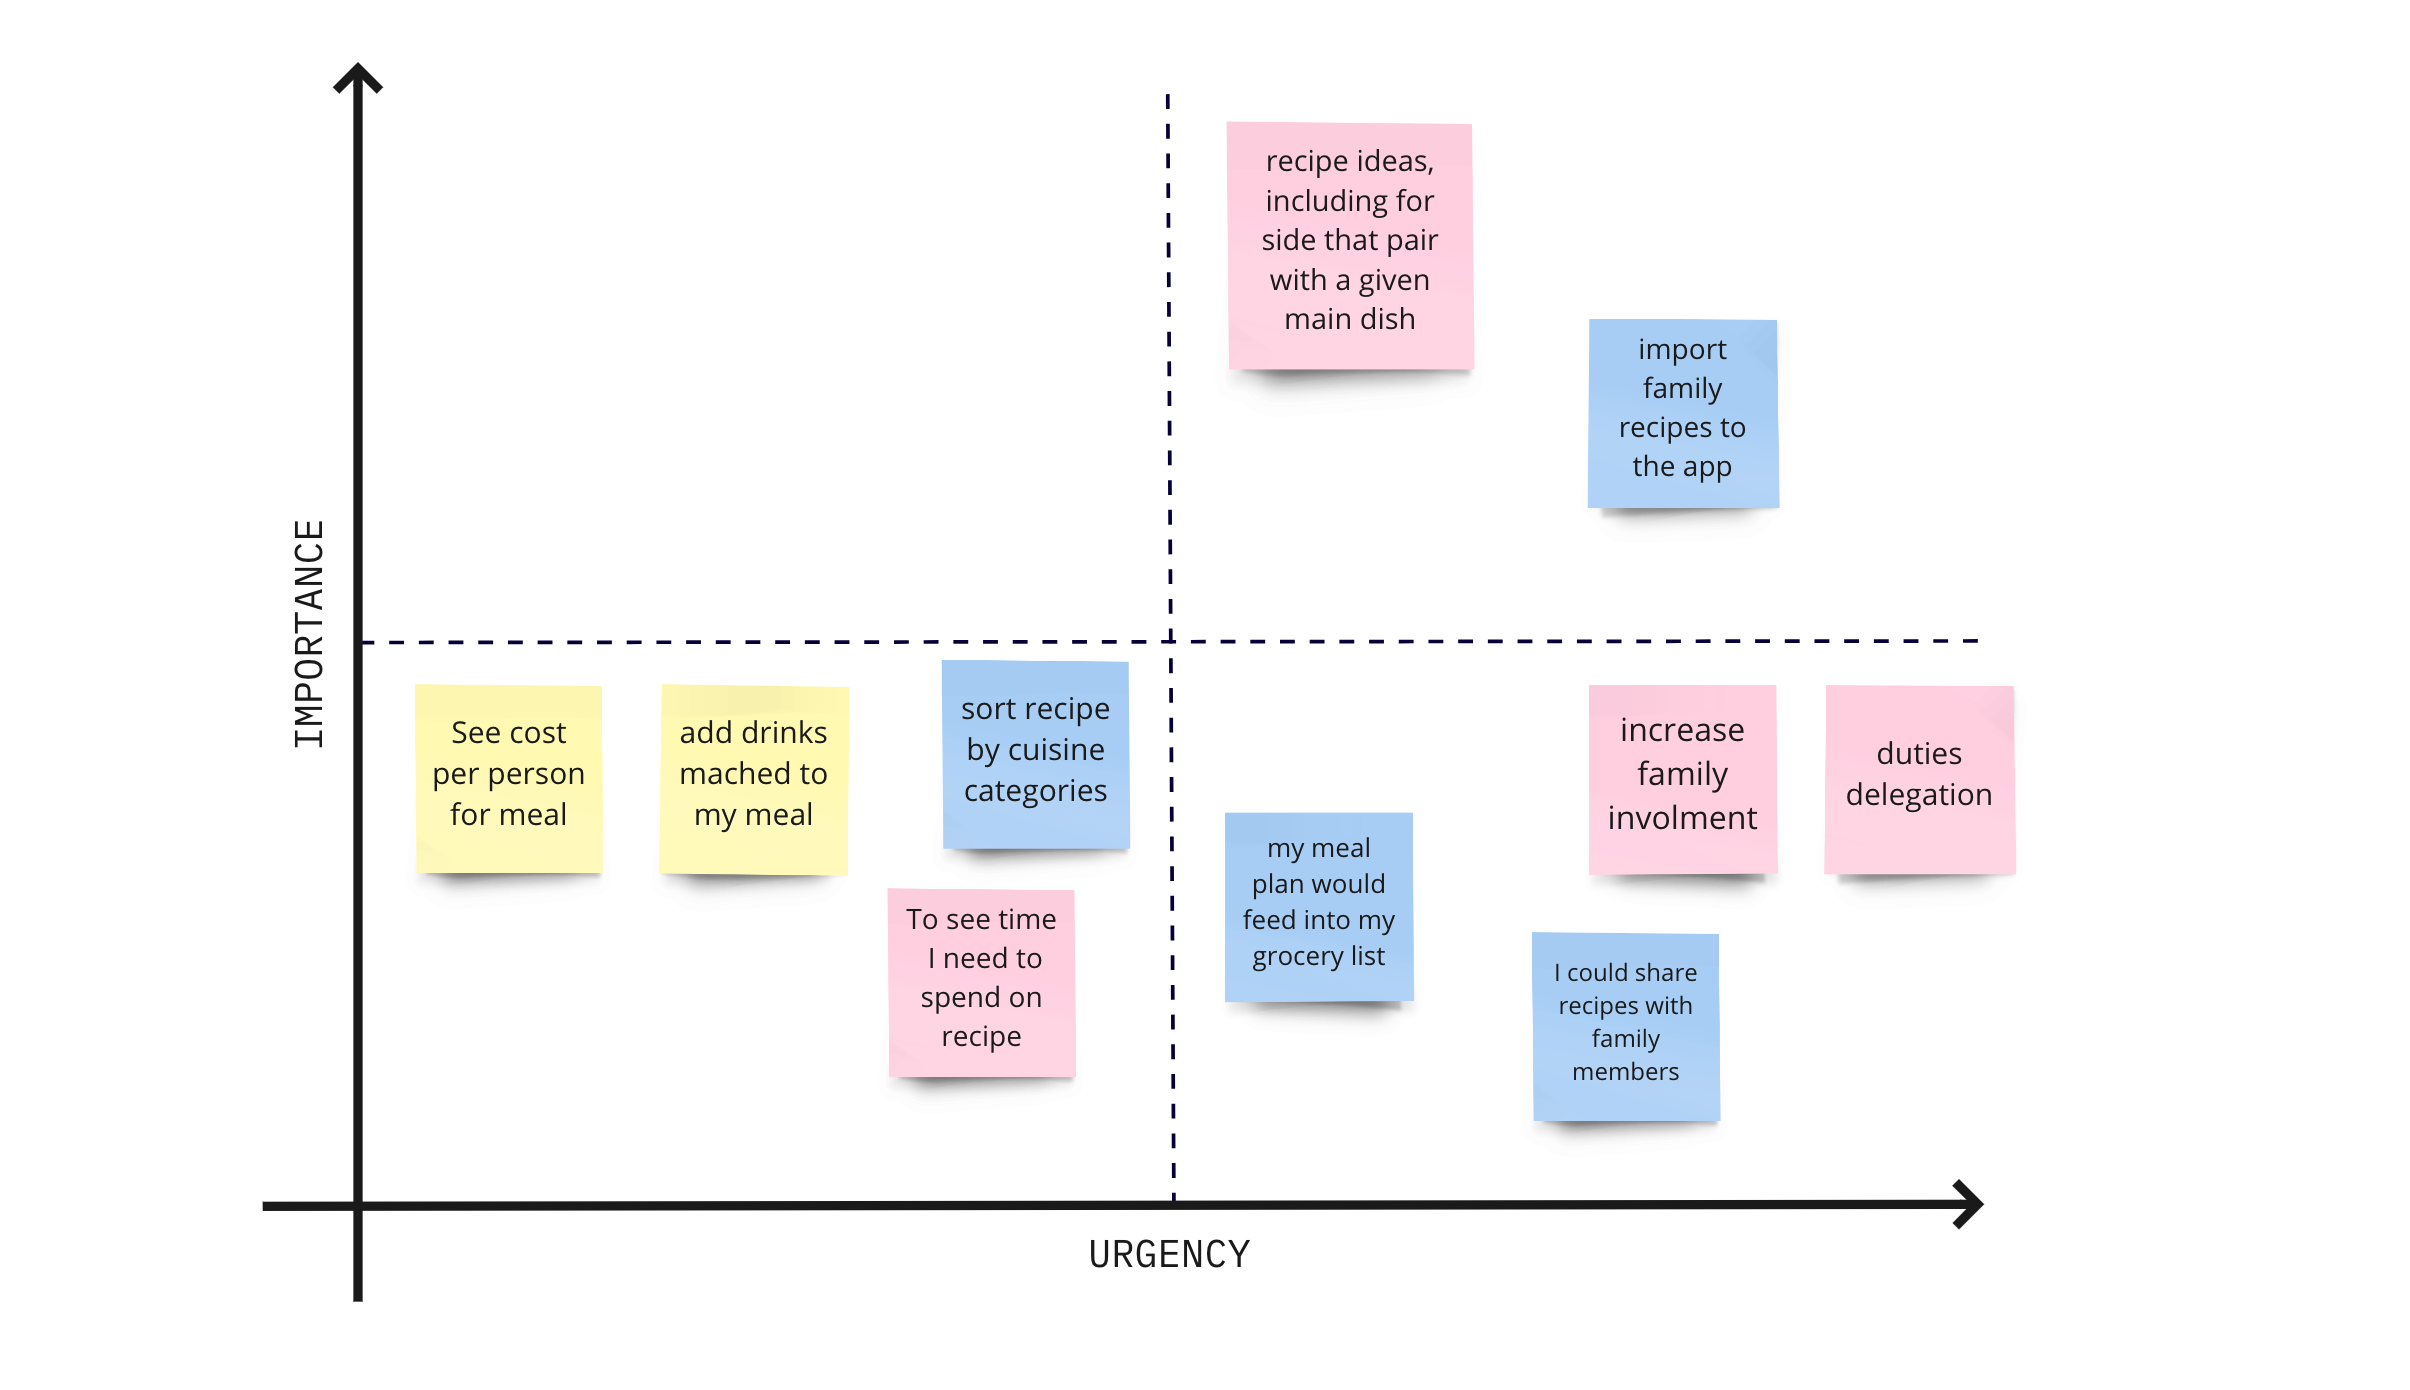 recipe ideas,
including for
side that pair
with a given
main dish
import
family
recipes to
the app
IMPORTANCE
See cost
per person
for meal
add drinks
mached to
my meal
sort recipe
by cuisine
categories
increase
family
involment
duties
delegation
To see time
I need to
spend on
recipe
my meal
plan would
feed into my
grocery list
I could share
recipes with
family
members
URGENCY